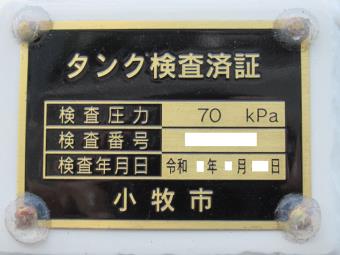 タンク検査済証
検査圧力 70 kPa
検査番号
検査年月日 令和 年 月 日
小牧市